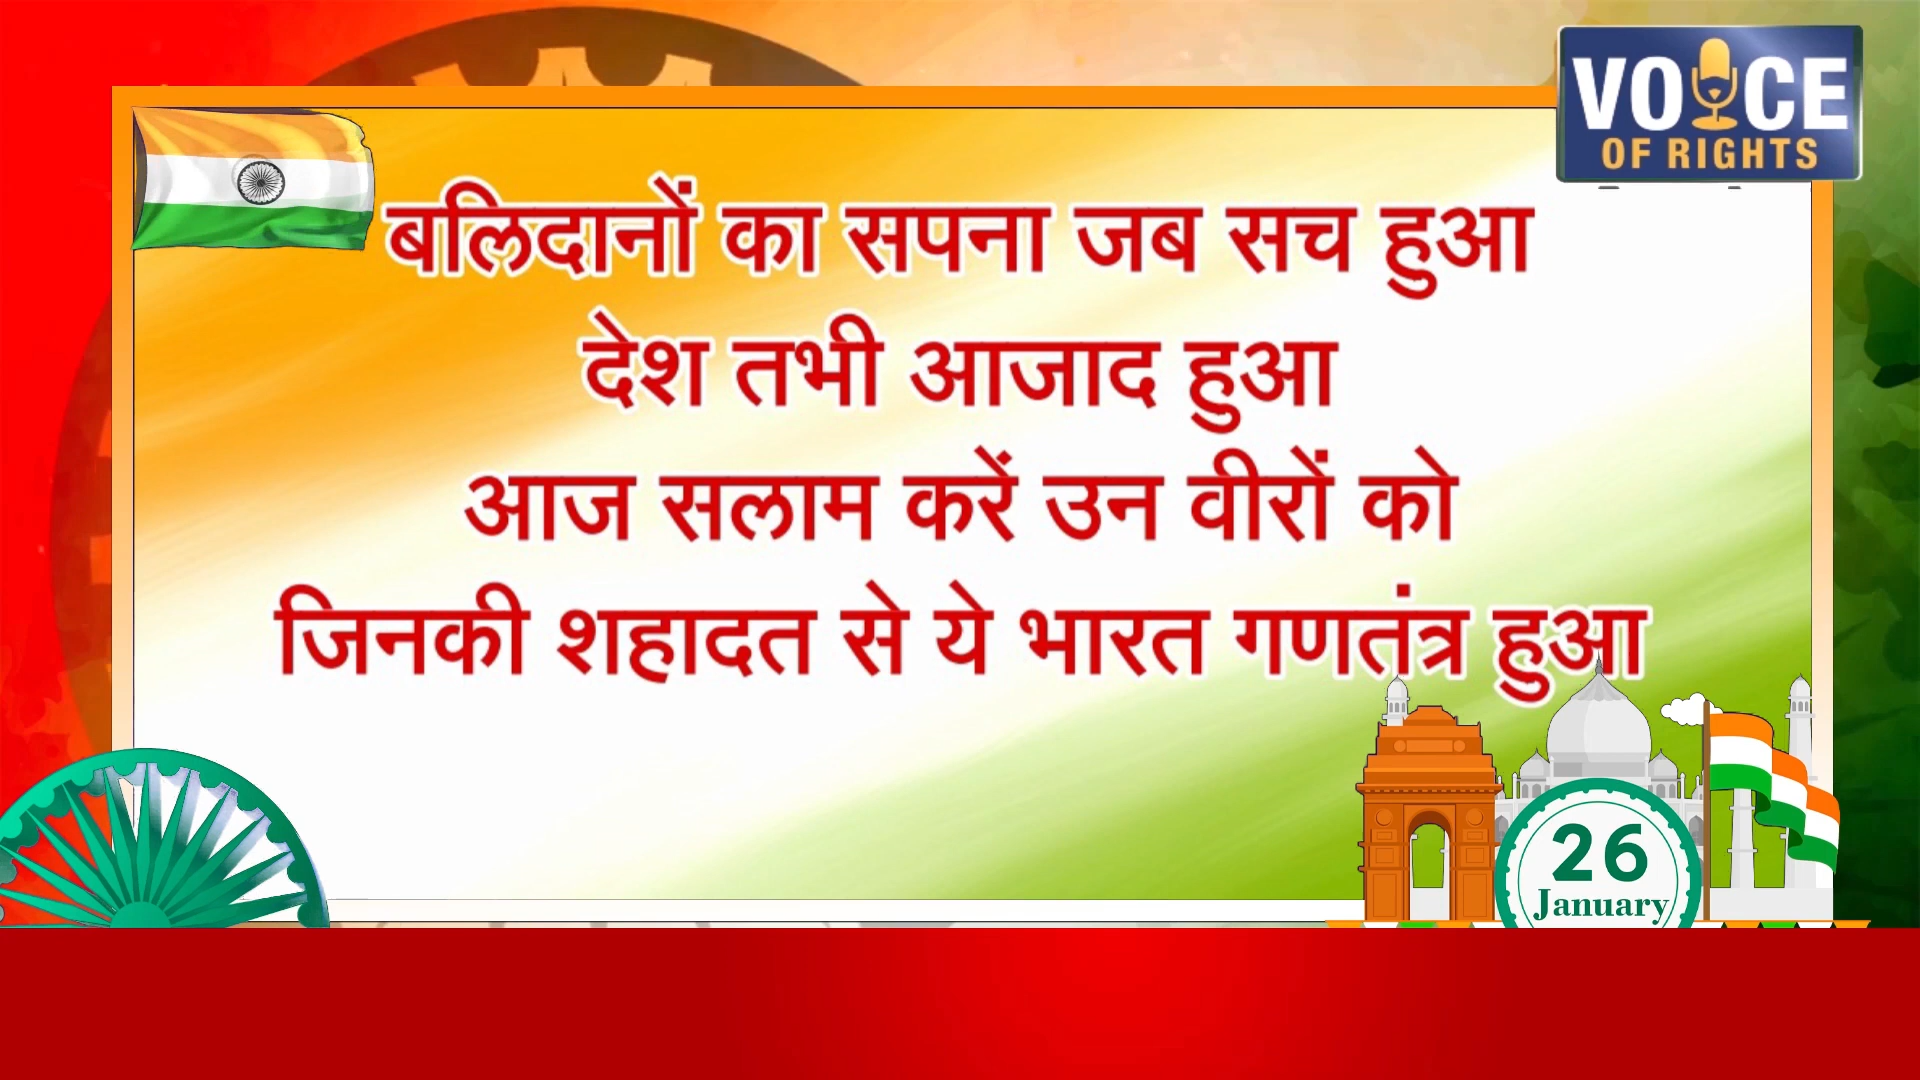 VOICE
OF RIGHTS
बलिदानों का सपना जब सच हुआ
देश तभी आजाद हुआ
आज सलाम करें उन वीरों को
जिनकी शहादत से ये भारत गणतंत्र हुआ
26
January